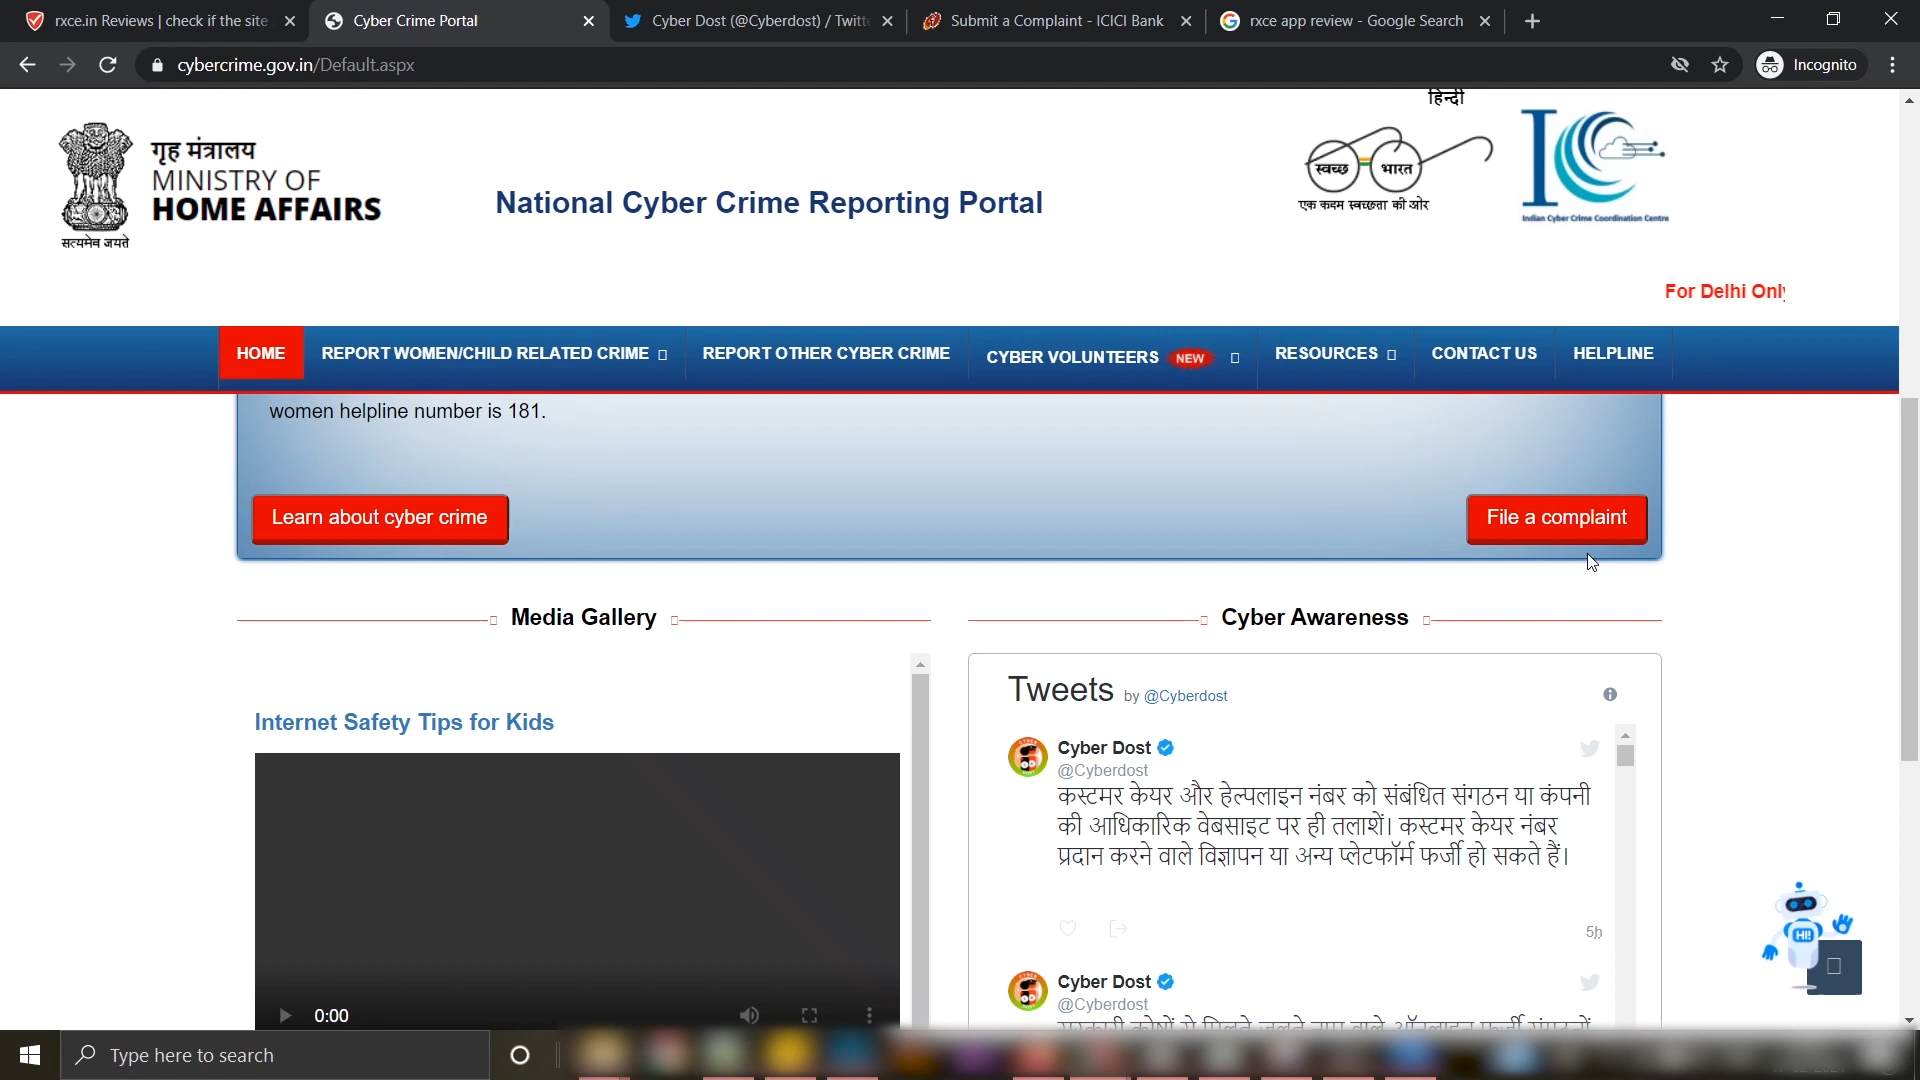 rxce.in Reviews | check if the site
Cyber Crime Portal
Cyber Dost (@Cyberdost) / Twitt
Submit a Complaint - ICICI Bank
rxce app review - Google Search
cybercrime.gov.in/Default.aspx
Incognito
हिन्दी
गृह मंत्रालय
MINISTRY OF
HOME AFFAIRS
सत्यमेव जयते
National Cyber Crime Reporting Portal
स्वच्छ भारत
एक कदम स्वच्छता की ओर
Indian Cyber Crime Coordination Centre
For Delhi Only
HOME
REPORT WOMEN/CHILD RELATED CRIME
REPORT OTHER CYBER CRIME
CYBER VOLUNTEERS NEW
RESOURCES
CONTACT US
HELPLINE
women helpline number is 181.
Learn about cyber crime
File a complaint
Media Gallery
Cyber Awareness
Internet Safety Tips for Kids
0:00
Tweets by @Cyberdost
Cyber Dost
@Cyberdost
कस्टमर केयर और हेल्पलाइन नंबर को संबंधित संगठन या कंपनी
की आधिकारिक वेबसाइट पर ही तलाशें। कस्टमर केयर नंबर
प्रदान करने वाले विज्ञापन या अन्य प्लेटफॉर्म फर्जी हो सकते हैं।
5h
Cyber Dost
@Cyberdost
HI!
Type here to search